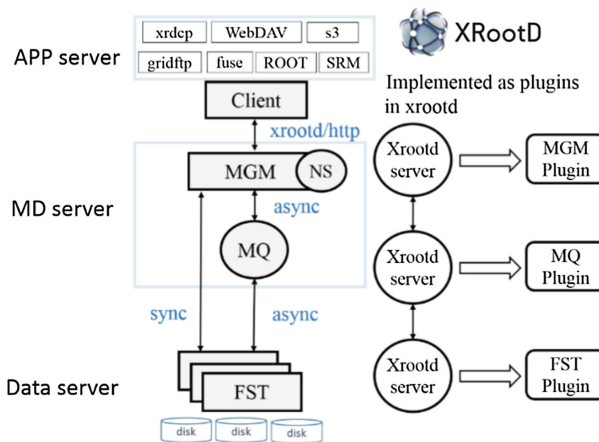 xrdcp WebDAV s3
APP server
gridftp fuse ROOT SRM
Client
xrootd/http
MGM NS
MD server
async
MQ
sync async
Data server
FST
disk disk disk
XRootD
Implemented as plugins
in xrootd
Xrootd
server
MGM
Plugin
Xrootd
server
MQ
Plugin
Xrootd
server
FST
Plugin